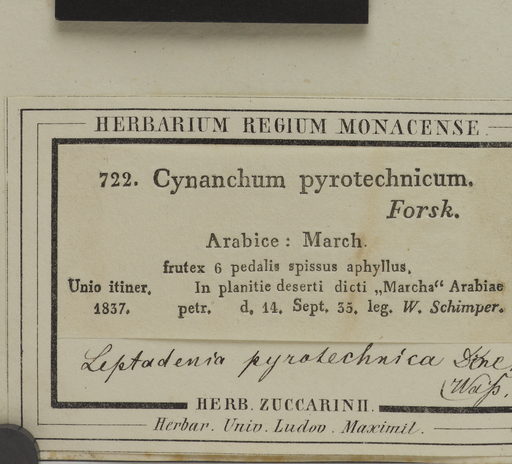 HERBARIUM REGIUM MONACENSE
722. Cynanchum pyrotechnicum.
Forsk.
Arabice: March.
frutex 6 pedalis spissus aphyllus,
Unio itiner. In planitie deserti dicti „Marcha“ Arabiae
1837. petr. d. 14. Sept. 35. leg. W. Schimper.
Leptadenia pyrotechnica Dcne.
HERB. ZUCCARINII.
Herbar. Univ. Ludov. Maximil.